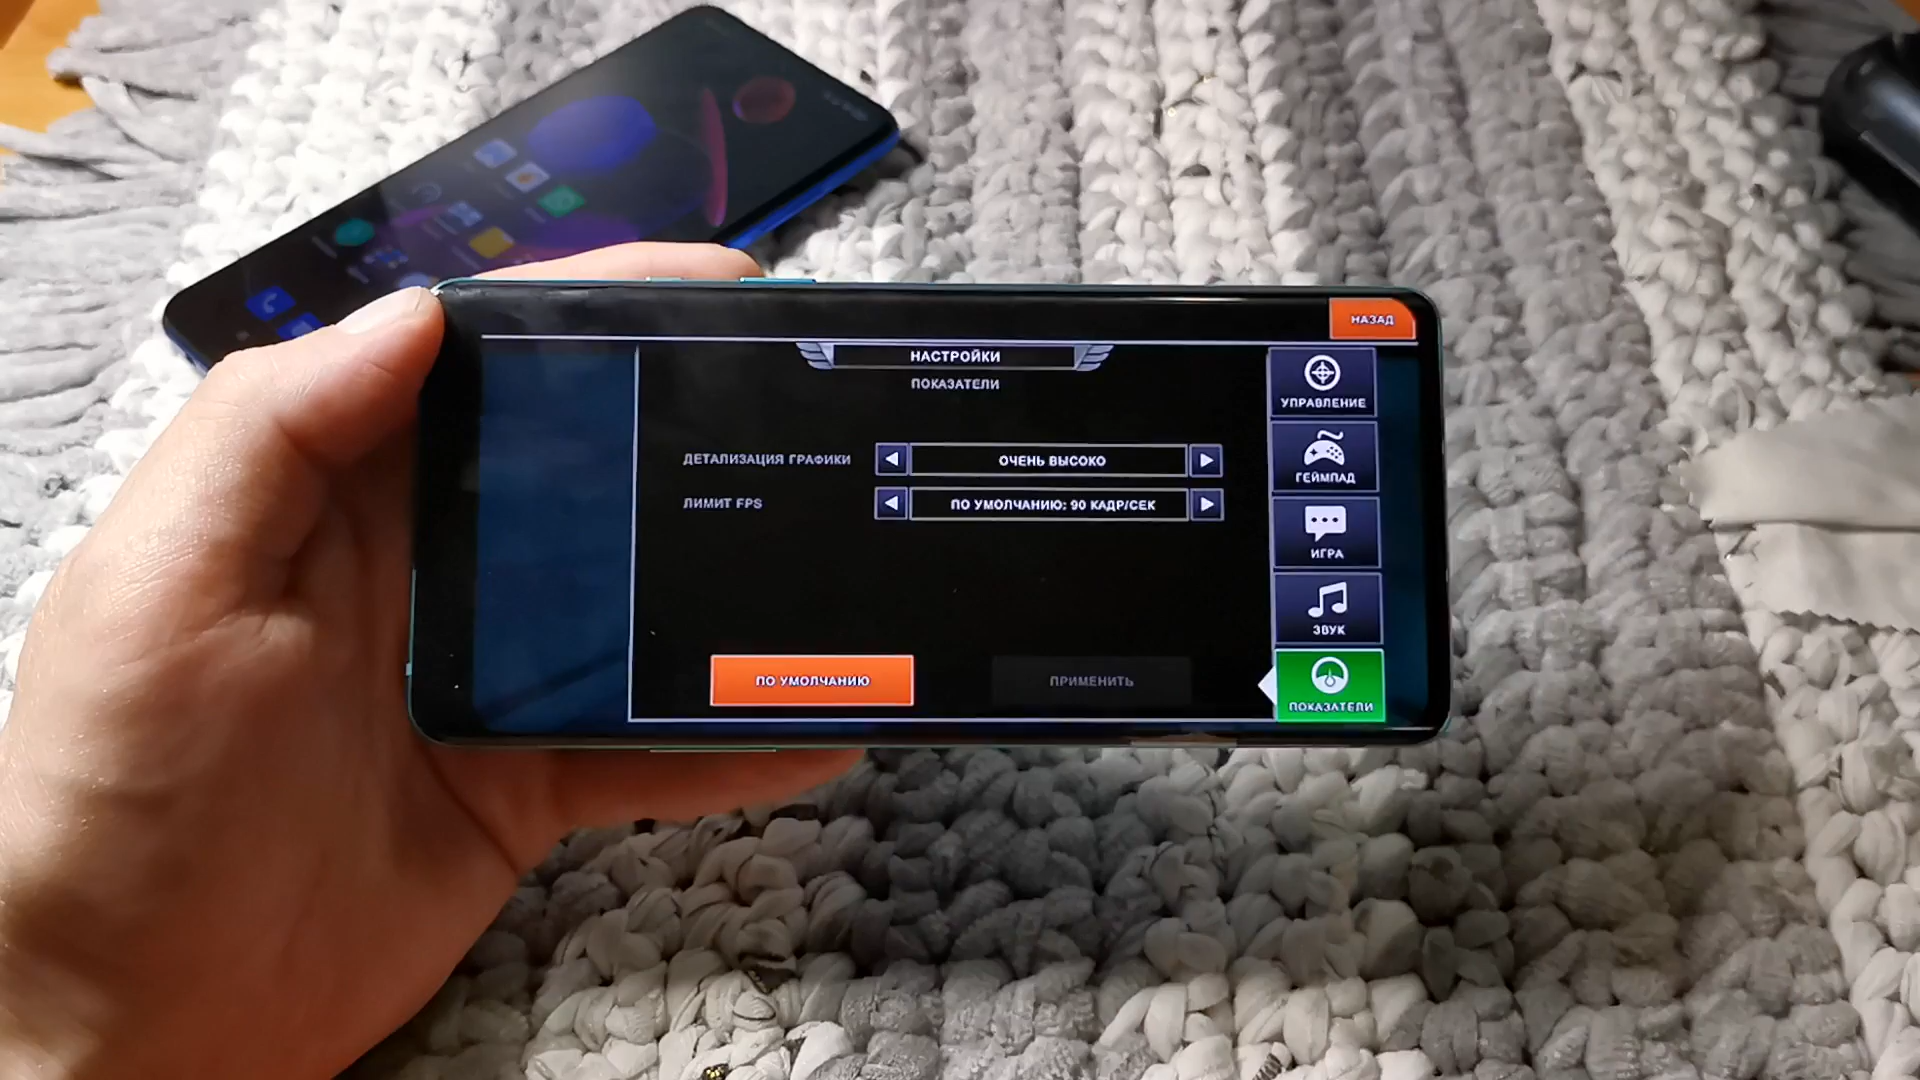 НАЗАД
НАСТРОЙКИ
ПОКАЗАТЕЛИ
ДЕТАЛИЗАЦИЯ ГРАФИКИ
ОЧЕНЬ ВЫСОКО
ЛИМИТ FPS
ПО УМОЛЧАНИЮ: 90 КАДР/СЕК
ПО УМОЛЧАНИЮ
ПРИМЕНИТЬ
УПРАВЛЕНИЕ
ГЕЙМПАД
ИГРА
ЗВУК
ПОКАЗАТЕЛИ